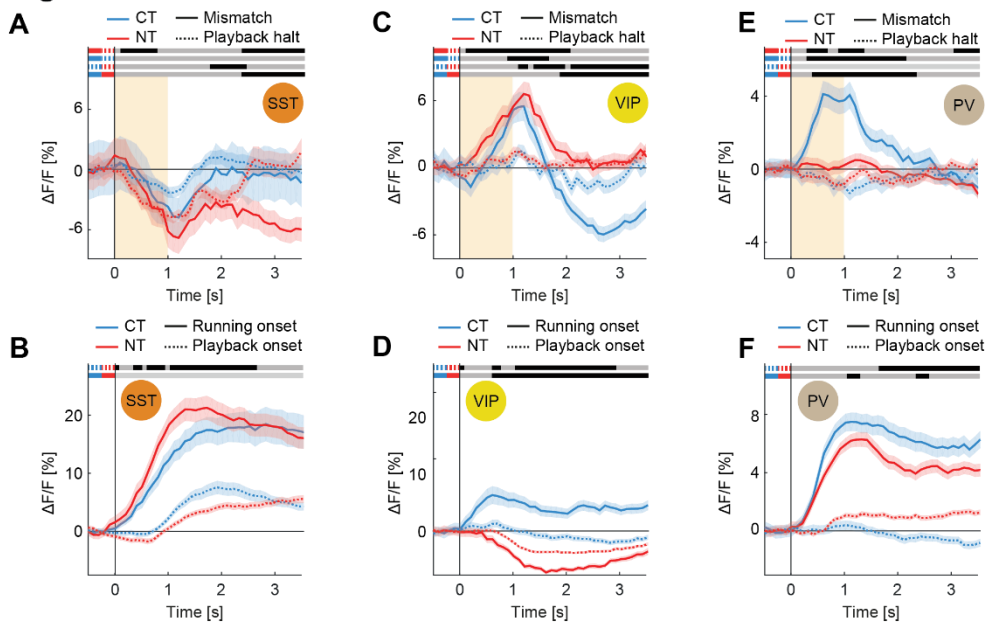 A
CT Mismatch
NT Playback halt
SST
ΔF/F [%]
6
0
-6
0 1 2 3
Time [s]
C
CT Mismatch
NT Playback halt
VIP
ΔF/F [%]
6
0
-6
0 1 2 3
Time [s]
E
CT Mismatch
NT Playback halt
PV
ΔF/F [%]
4
0
-4
0 1 2 3
Time [s]
B
CT Running onset
NT Playback onset
SST
ΔF/F [%]
20
10
0
0 1 2 3
Time [s]
D
CT Running onset
NT Playback onset
VIP
ΔF/F [%]
20
10
0
0 1 2 3
Time [s]
F
CT Running onset
NT Playback onset
PV
ΔF/F [%]
8
4
0
0 1 2 3
Time [s]